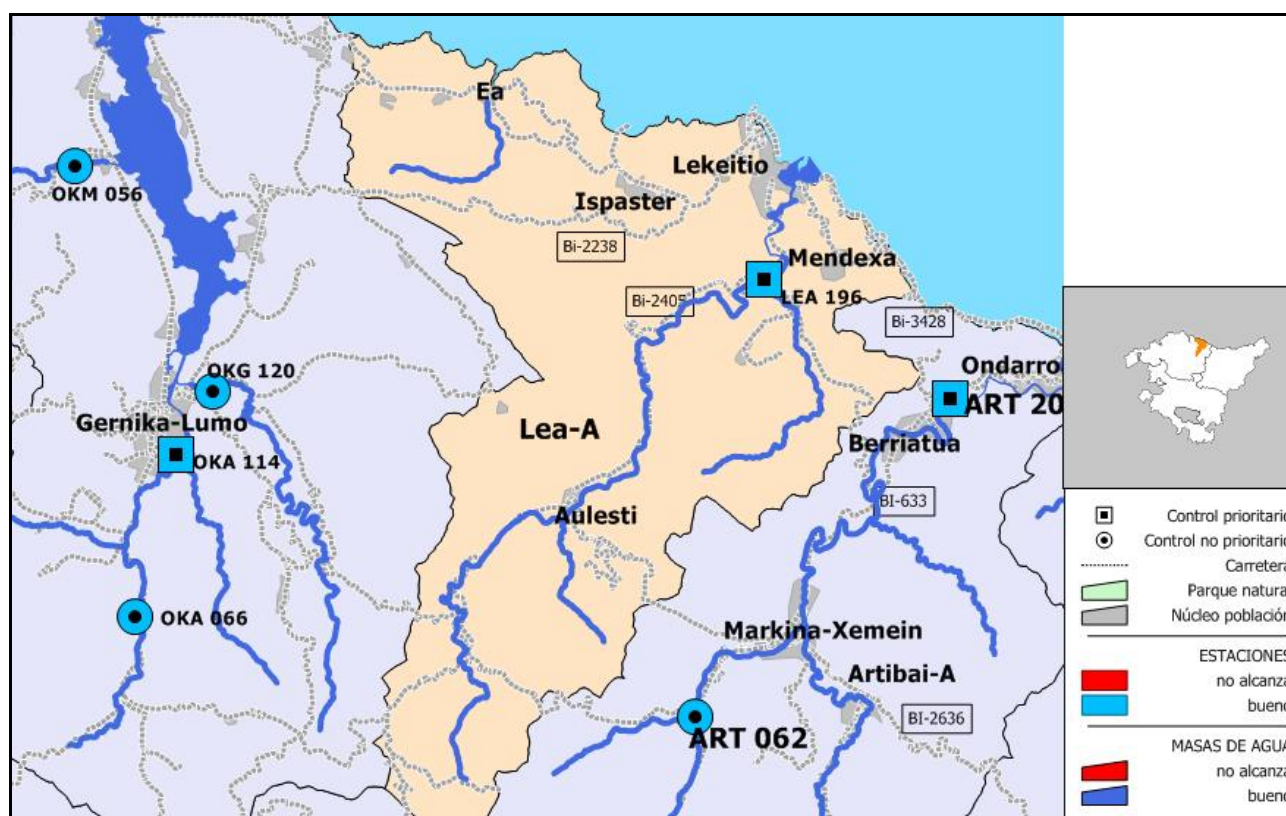 Ea
Lekeitio
OKM 056
Ispaster
Bi-2238
Mendexa
Bi-2405
LEA 196
Bi-3428
OKG 120
Ondarro
ART 20
Gernika-Lumo
Lea-A
Berriatua
OKA 114
BI-633
Aulesti
OKA 066
Markina-Xemein
Artibai-A
BI-2636
ART 062
Control prioritario
Control no prioritario
Carretera
Parque natura
Núcleo población
ESTACIONES
no alcanza
bueno
MASAS DE AGUA
no alcanza
bueno